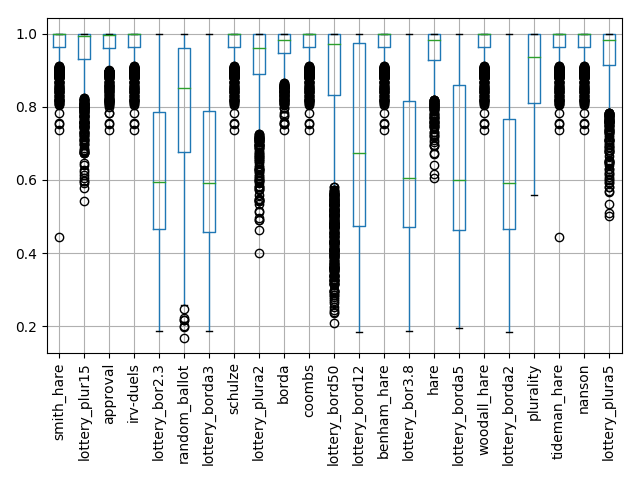 1.0
0.8
0.6
0.4
0.2
smith_hare
lottery_plur15
approval
irv-duels
lottery_bor2.3
random_ballot
lottery_borda3
schulze
lottery_plura2
borda
coombs
lottery_bord50
lottery_bord12
benham_hare
lottery_bor3.8
hare
lottery_borda5
woodall_hare
lottery_borda2
plurality
tideman_hare
nanson
lottery_plura5